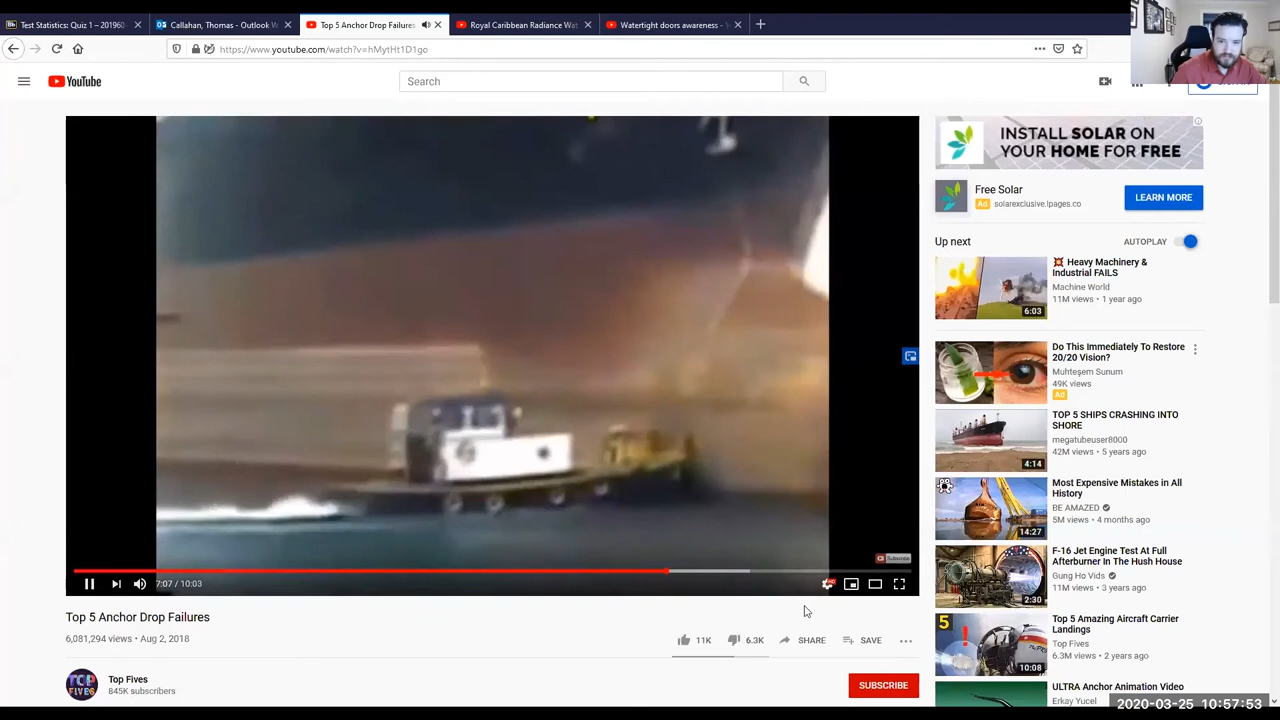 Test Statistics: Quiz 1 – 201960
Callahan, Thomas - Outlook W
Top 5 Anchor Drop Failures
Royal Caribbean Radiance Wat
Watertight doors awareness - Y
https://www.youtube.com/watch?v=hMytHt1D1go
YouTube
Search
INSTALL SOLAR ON
YOUR HOME FOR FREE
Free Solar
Ad solarexclusive.lpages.co
LEARN MORE
Up next
AUTOPLAY
💥 Heavy Machinery &
Industrial FAILS
Machine World
11M views • 1 year ago
6:03
Do This Immediately To Restore
20/20 Vision?
Muhteşem Sunum
49K views
Ad
TOP 5 SHIPS CRASHING INTO
SHORE
megatubeuser8000
42M views • 5 years ago
4:14
Most Expensive Mistakes in All
History
BE AMAZED
5M views • 4 months ago
14:27
F-16 Jet Engine Test At Full
Afterburner In The Hush House
Gung Ho Vids
11M views • 3 years ago
2:30
5
Top 5 Amazing Aircraft Carrier
Landings
Top Fives
6.3M views • 2 years ago
10:08
ULTRA Anchor Animation Video
Erkay Yucel
Subscribe
7:07 / 10:03
HD
Top 5 Anchor Drop Failures
6,081,294 views • Aug 2, 2018
11K
6.3K
SHARE
SAVE
TOP
FIVES
Top Fives
845K subscribers
SUBSCRIBE
2020-03-25 10:57:53